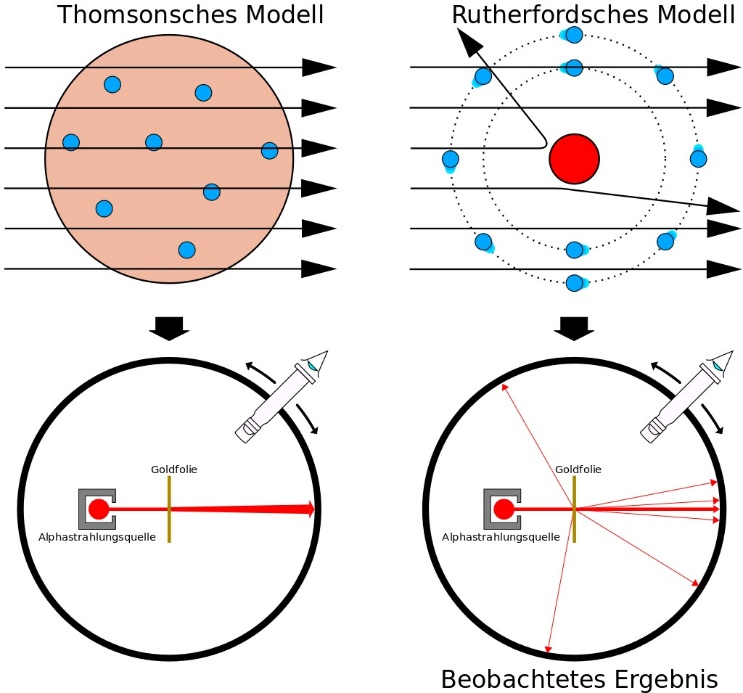 Thomsonsches Modell
Rutherfordsches Modell
Goldfolie
Alphastrahlungsquelle
Goldfolie
Alphastrahlungsquelle
Beobachtetes Ergebnis